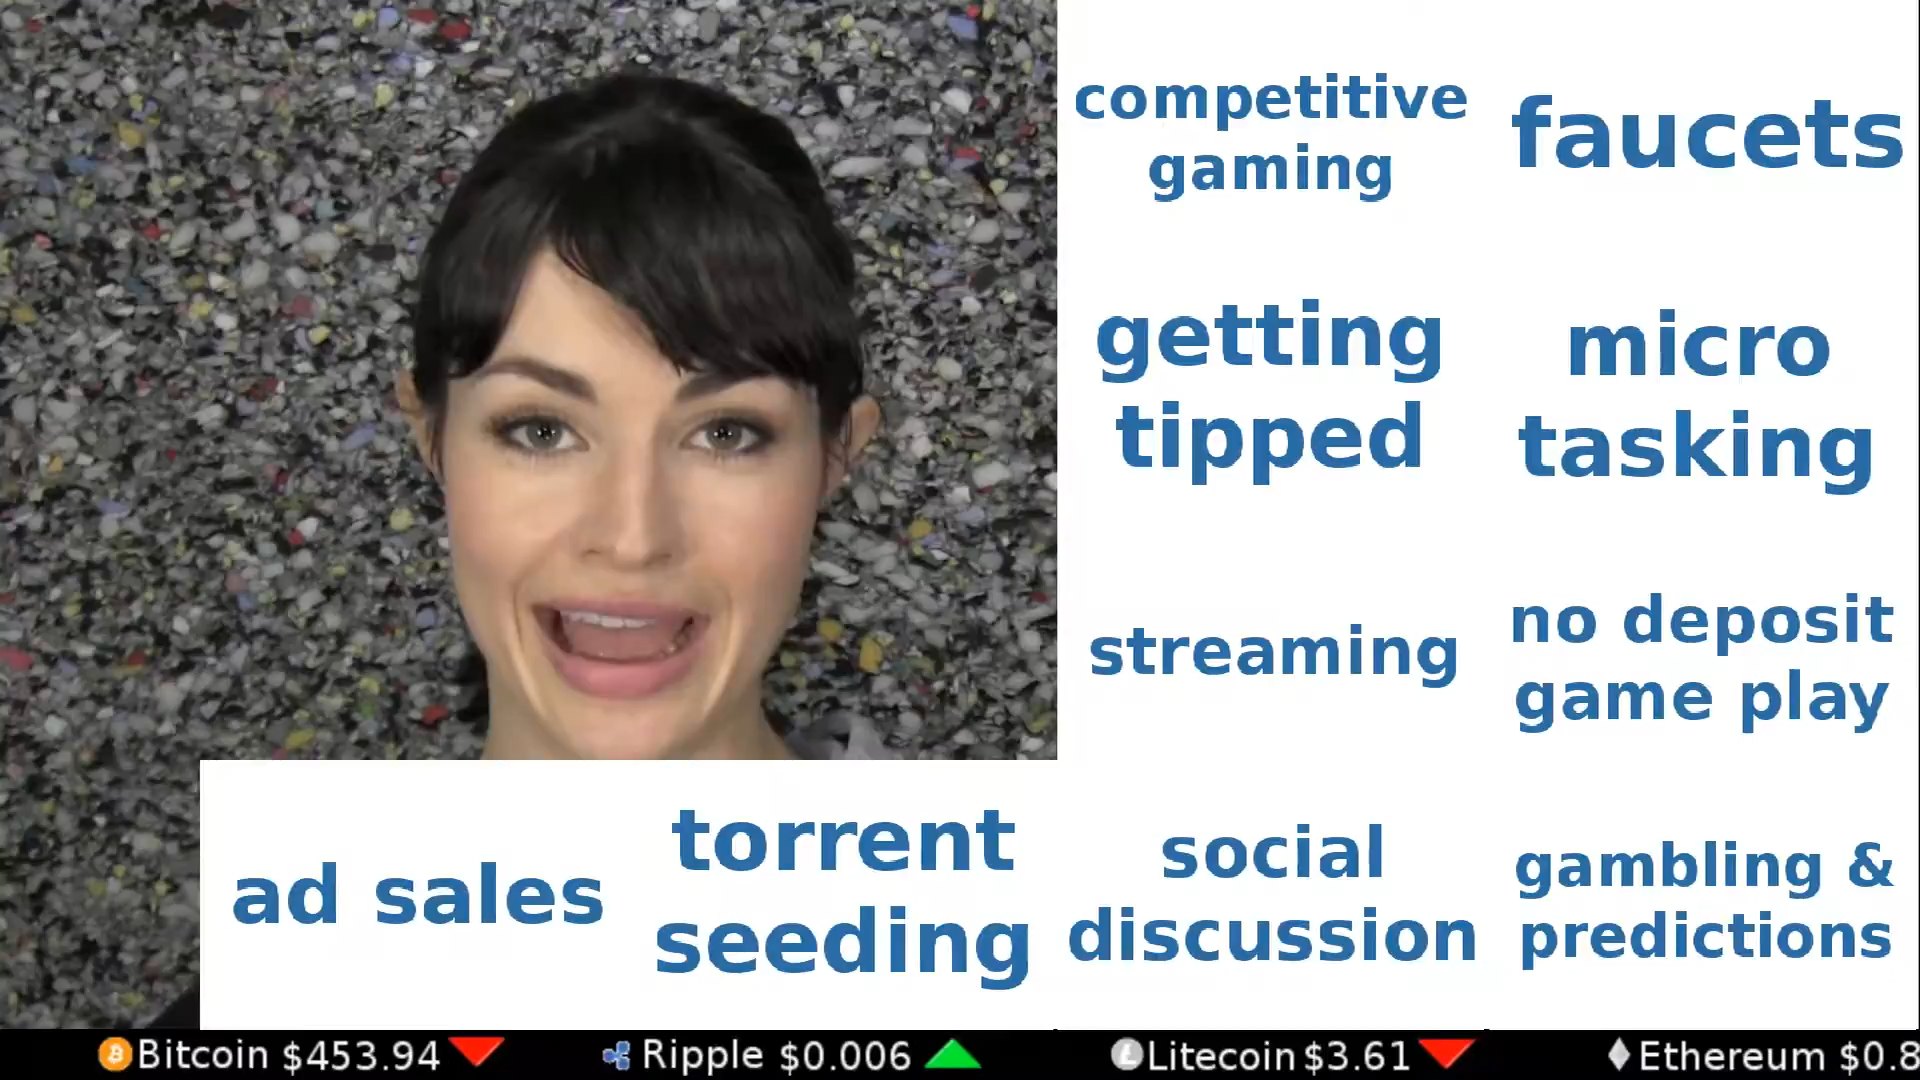 competitive
gaming
faucets
getting
tipped
micro
tasking
streaming
no deposit
game play
ad sales
torrent
seeding
social
discussion
gambling &
predictions
Bitcoin $453.94
Ripple $0.006
Litecoin $3.61
Ethereum $0.8